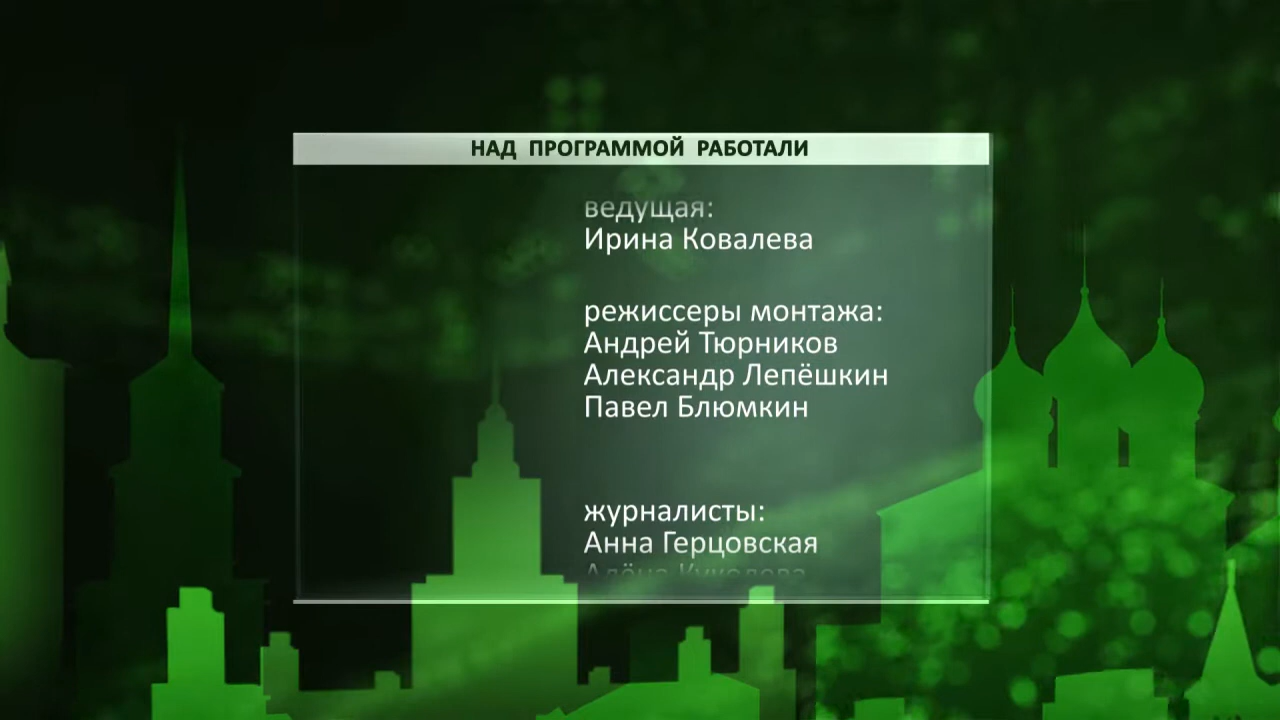 НАД ПРОГРАММОЙ РАБОТАЛИ
ведущая:
Ирина Ковалева
режиссеры монтажа:
Андрей Тюрников
Александр Лепёшкин
Павел Блюмкин
журналисты:
Анна Герцовская